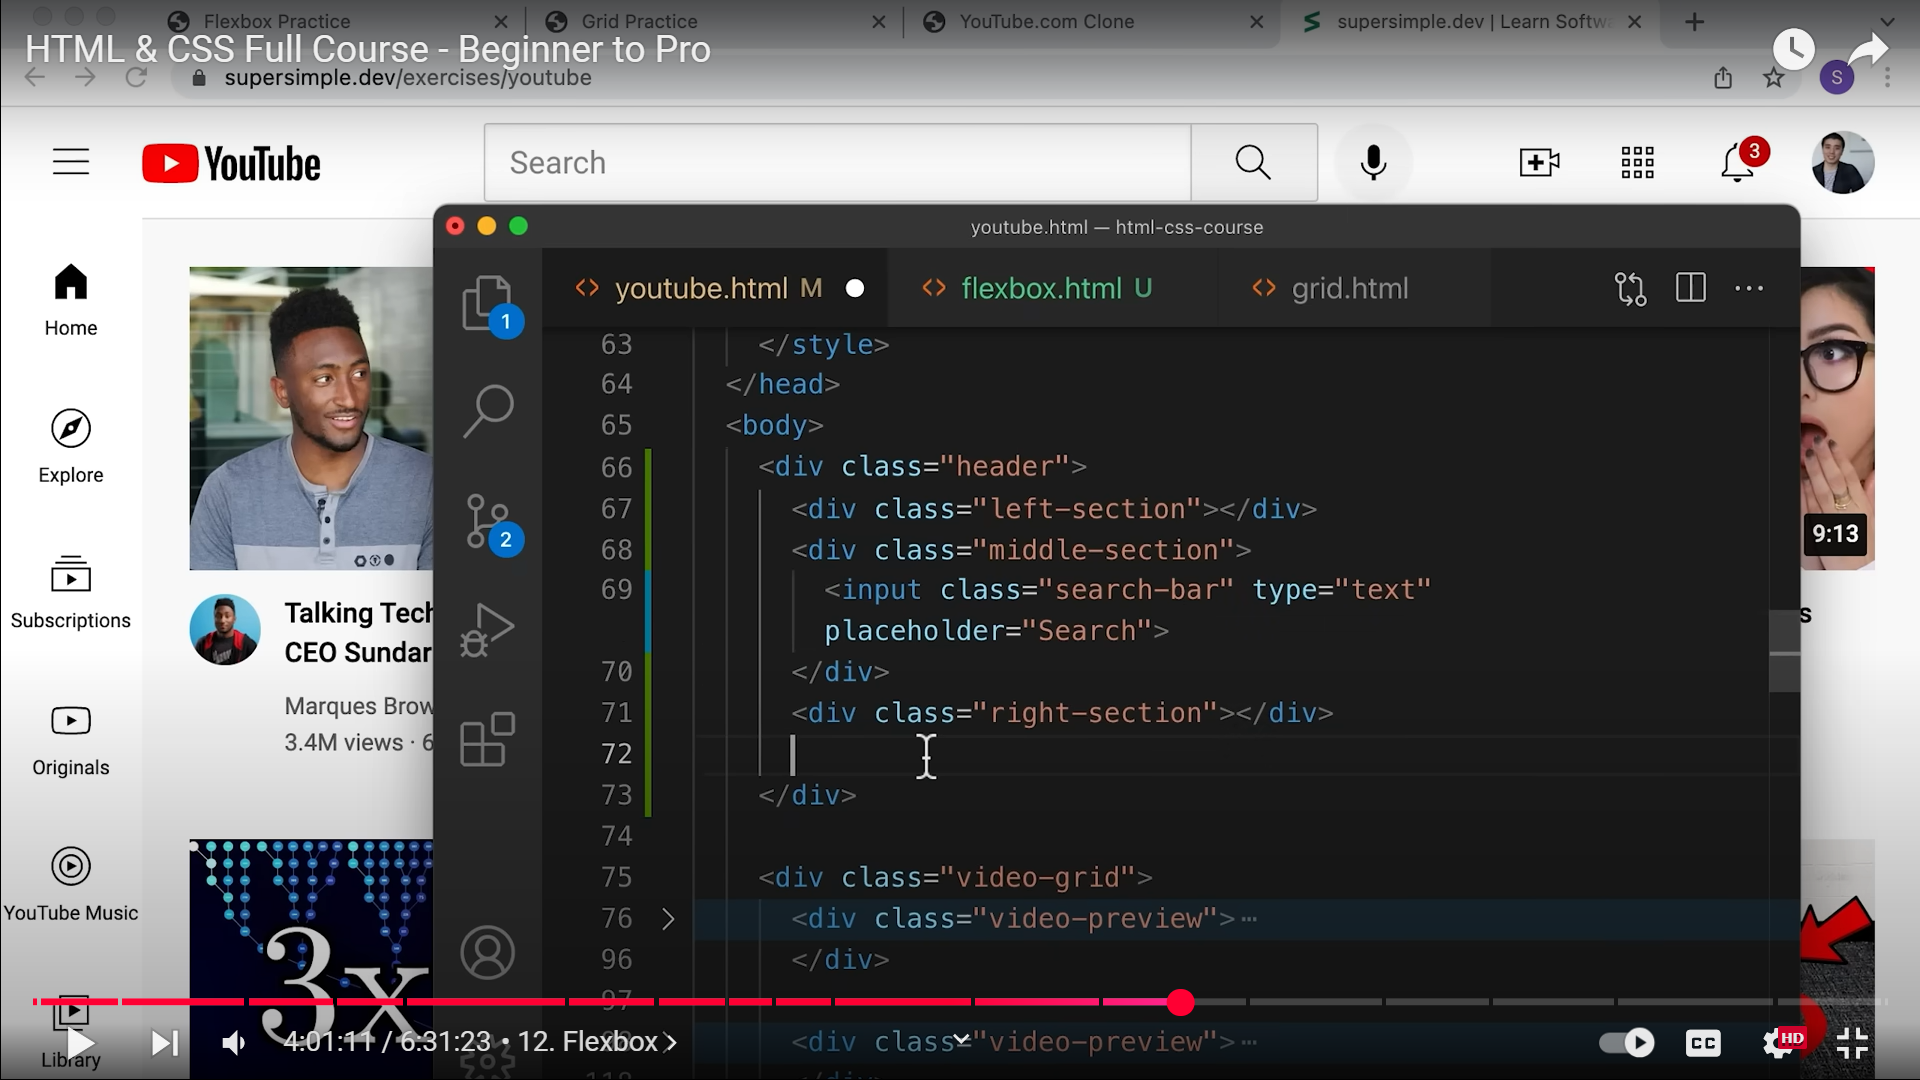 Flexbox Practice
Grid Practice
YouTube.com Clone
supersimple.dev | Learn Softw
HTML & CSS Full Course - Beginner to Pro
supersimple.dev/exercises/youtube
S
YouTube
Search
3
youtube.html — html-css-course
youtube.html M
flexbox.html U
grid.html
1
2
Home
Explore
Subscriptions
Originals
YouTube Music
Library
Talking Tech
CEO Sundar
Marques Brow
3.4M views · 6
3x
9:13
s
63 </style>
64 </head>
65 <body>
66 <div class="header">
67 <div class="left-section"></div>
68 <div class="middle-section">
69 <input class="search-bar" type="text"
placeholder="Search">
70 </div>
71 <div class="right-section"></div>
72
73 </div>
74
75 <div class="video-grid">
76 <div class="video-preview">…
96 </div>
97
98 <div class="video-preview">…
4:01:11 / 6:31:23 • 12. Flexbox
CC
HD